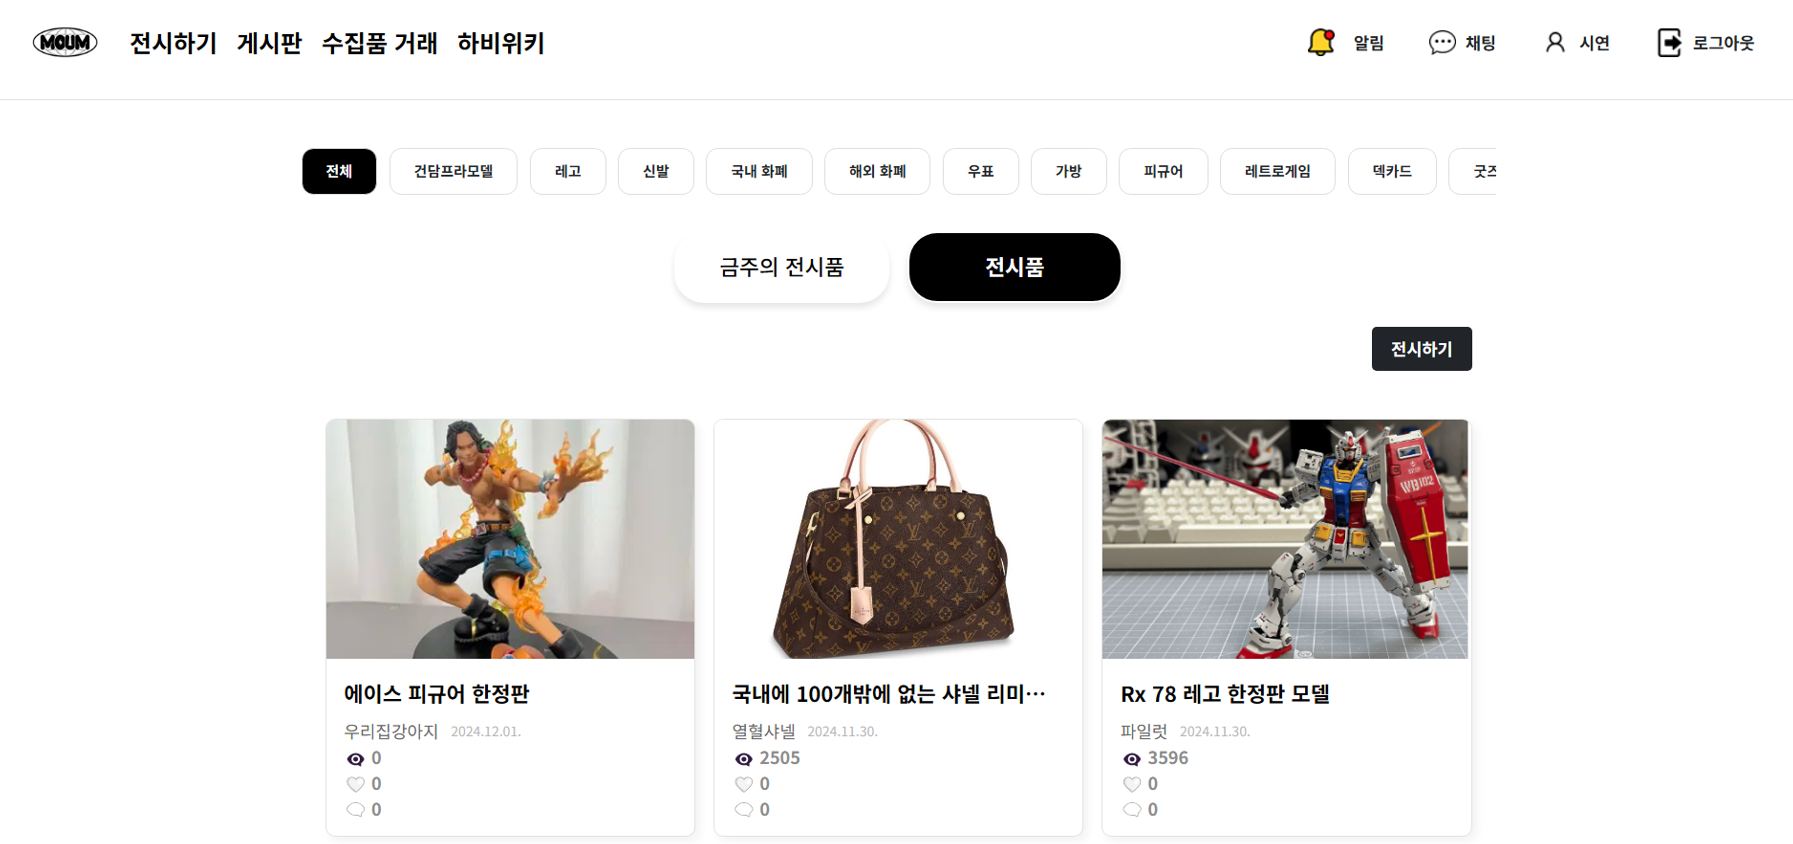 MOUM 전시하기 게시판 수집품 거래 하비위키 알림 채팅 시연 로그아웃
전체 건담프라모델 레고 신발 국내 화폐 해외 화폐 우표 가방 피규어 레트로게임 덱카드 굿즈
금주의 전시품 전시품
전시하기
에이스 피규어 한정판
우리집강아지 2024.12.01.
0
0
0
국내에 100개밖에 없는 샤넬 리미…
열혈샤넬 2024.11.30.
2505
0
0
WB102
Rx 78 레고 한정판 모델
파일럿 2024.11.30.
3596
0
0